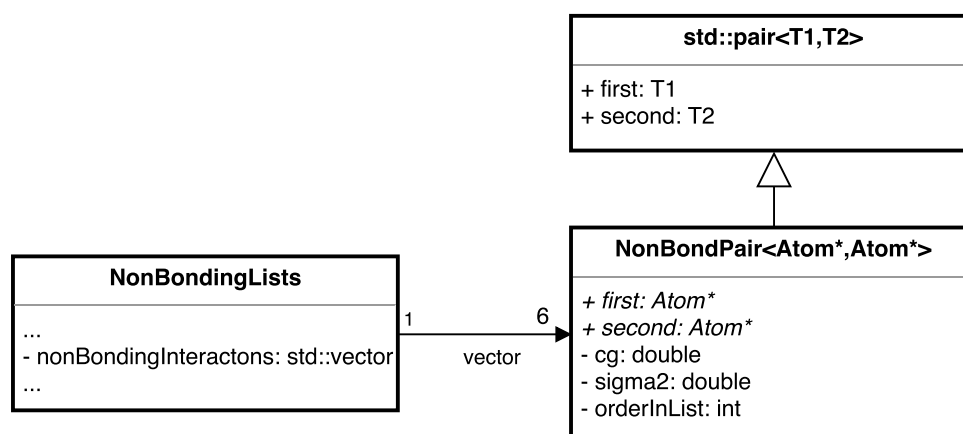 std::pair<T1,T2>
+ first: T1
+ second: T2
NonBondPair<Atom*,Atom*>
+ first: Atom*
+ second: Atom*
- cg: double
- sigma2: double
- orderInList: int
NonBondingLists
...
- nonBondingInteractons: std::vector
...
1
6
vector